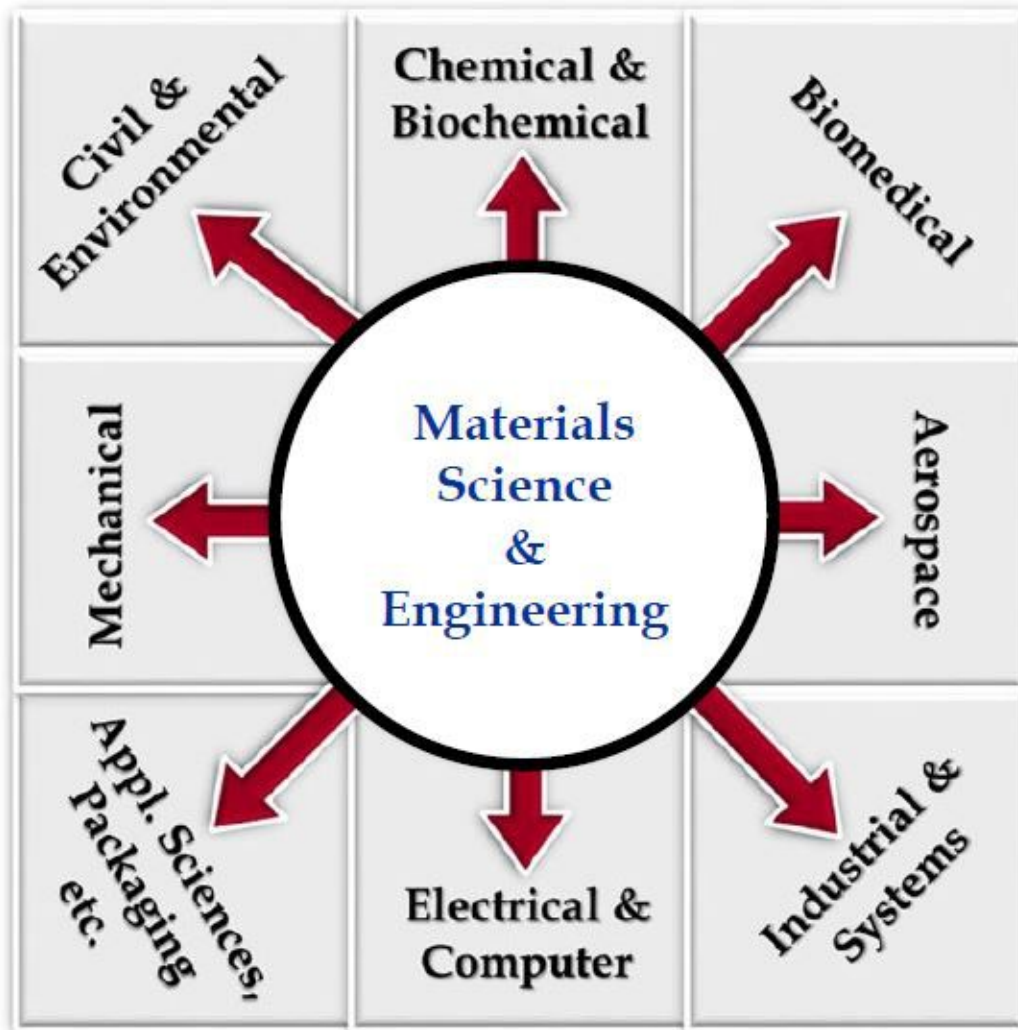 Civil &
Environmental
Chemical &
Biochemical
Biomedical
Mechanical
Materials
Science
&
Engineering
Aerospace
Appl. Sciences,
Packaging
etc.
Electrical &
Computer
Industrial &
Systems